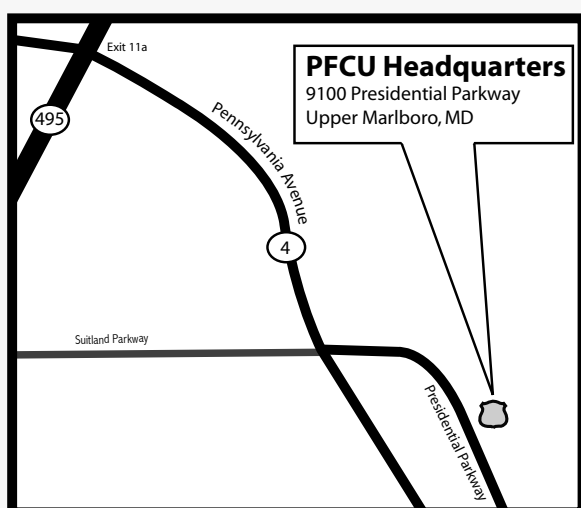 Exit 11a
PFCU Headquarters
9100 Presidential Parkway
Upper Marlboro, MD
495
Pennsylvania Avenue
4
Suitland Parkway
Presidential Parkway